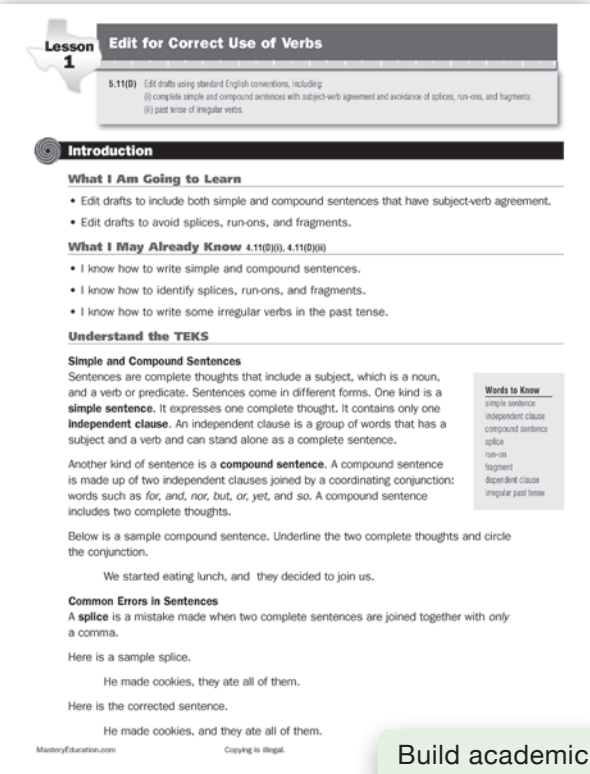 Lesson
1
Edit for Correct Use of Verbs
5.11(D) Edit drafts using standard English conventions, including:
(i) complete simple and compound sentences with subject-verb agreement and avoidance of splices, run-ons, and fragments;
(ii) past tense of irregular verbs.
Introduction
What I Am Going to Learn
• Edit drafts to include both simple and compound sentences that have subject-verb agreement.
• Edit drafts to avoid splices, run-ons, and fragments.
What I May Already Know 4.11(D)(i), 4.11(D)(ii)
• I know how to write simple and compound sentences.
• I know how to identify splices, run-ons, and fragments.
• I know how to write some irregular verbs in the past tense.
Understand the TEKS
Simple and Compound Sentences
Sentences are complete thoughts that include a subject, which is a noun,
and a verb or predicate. Sentences come in different forms. One kind is a
simple sentence. It expresses one complete thought. It contains only one
independent clause. An independent clause is a group of words that has a
subject and a verb and can stand alone as a complete sentence.
Another kind of sentence is a compound sentence. A compound sentence
is made up of two independent clauses joined by a coordinating conjunction:
words such as for, and, nor, but, or, yet, and so. A compound sentence
includes two complete thoughts.
Words to Know
simple sentence
independent clause
compound sentence
splice
run-on
fragment
dependent clause
irregular past tense
Below is a sample compound sentence. Underline the two complete thoughts and circle
the conjunction.
We started eating lunch, and they decided to join us.
Common Errors in Sentences
A splice is a mistake made when two complete sentences are joined together with only
a comma.
Here is a sample splice.
He made cookies, they ate all of them.
Here is the corrected sentence.
He made cookies, and they ate all of them.
MasteryEducation.com
Copying is illegal.
Build academic